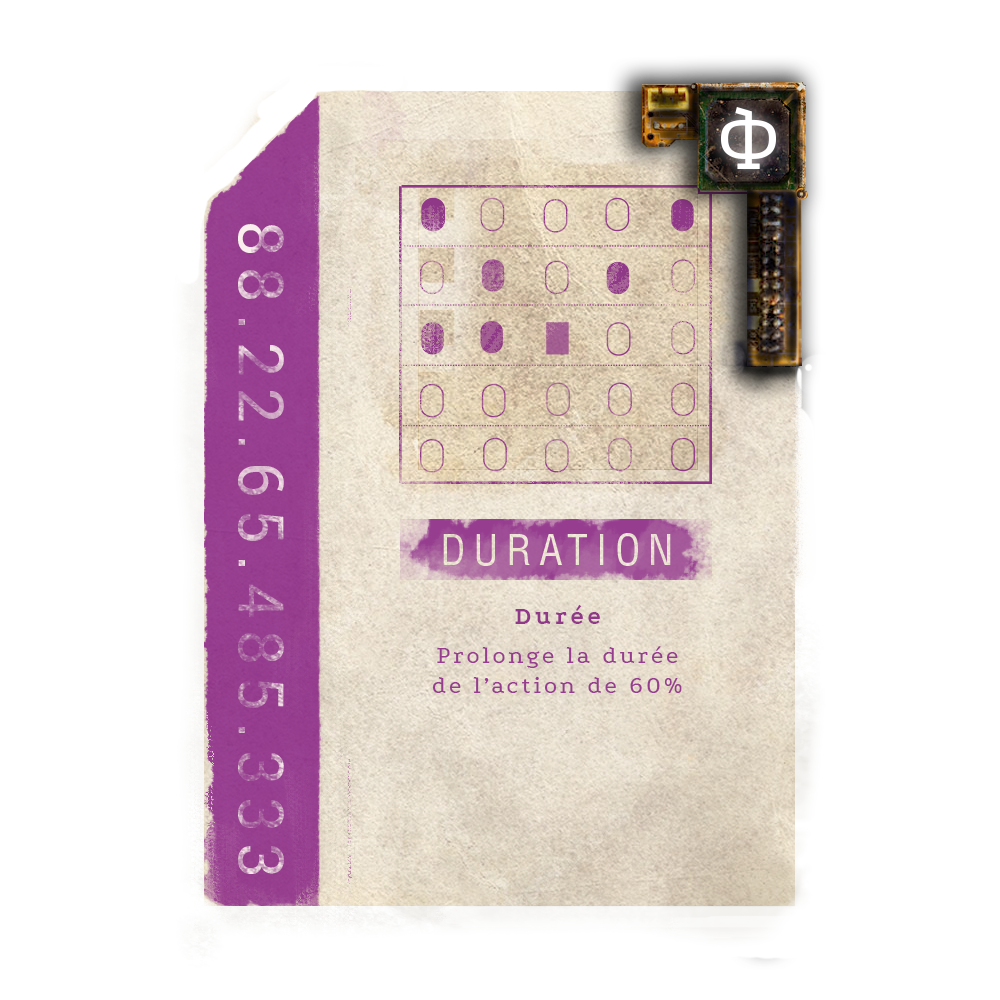 88.22.65.485.333
Ф
DURATION
Durée
Prolonge la durée
de l’action de 60%